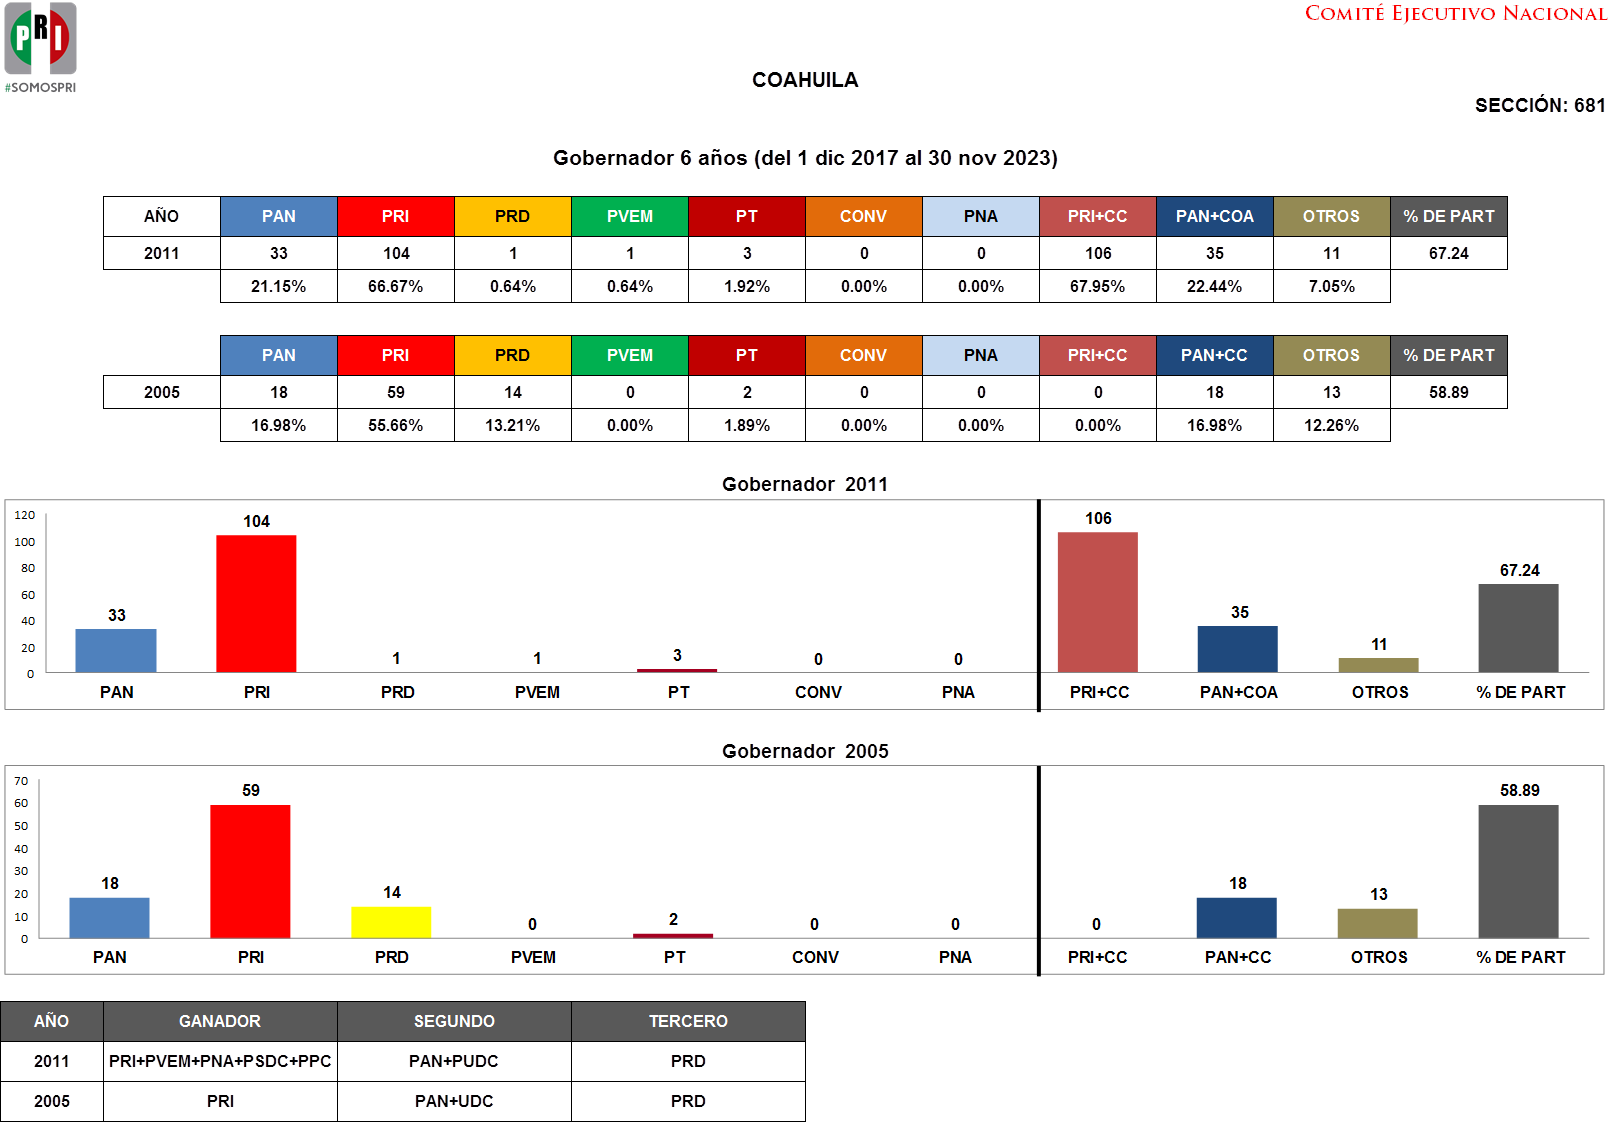 PRI
#SOMOSPRI
COMITÉ EJECUTIVO NACIONAL
COAHUILA
SECCIÓN: 681
Gobernador 6 años (del 1 dic 2017 al 30 nov 2023)
AÑO PAN PRI PRD PVEM PT CONV PNA PRI+CC PAN+COA OTROS % DE PART
2011 33 104 1 1 3 0 0 106 35 11 67.24
21.15% 66.67% 0.64% 0.64% 1.92% 0.00% 0.00% 67.95% 22.44% 7.05%
PAN PRI PRD PVEM PT CONV PNA PRI+CC PAN+CC OTROS % DE PART
2005 18 59 14 0 2 0 0 0 18 13 58.89
16.98% 55.66% 13.21% 0.00% 1.89% 0.00% 0.00% 0.00% 16.98% 12.26%
Gobernador 2011
120
100
80
60
40
20
0
33 104 1 1 3 0 0 106 35 11 67.24
PAN PRI PRD PVEM PT CONV PNA PRI+CC PAN+COA OTROS % DE PART
Gobernador 2005
70
60
50
40
30
20
10
0
18 59 14 0 2 0 0 0 18 13 58.89
PAN PRI PRD PVEM PT CONV PNA PRI+CC PAN+CC OTROS % DE PART
AÑO GANADOR SEGUNDO TERCERO
2011 PRI+PVEM+PNA+PSDC+PPC PAN+PUDC PRD
2005 PRI PAN+UDC PRD